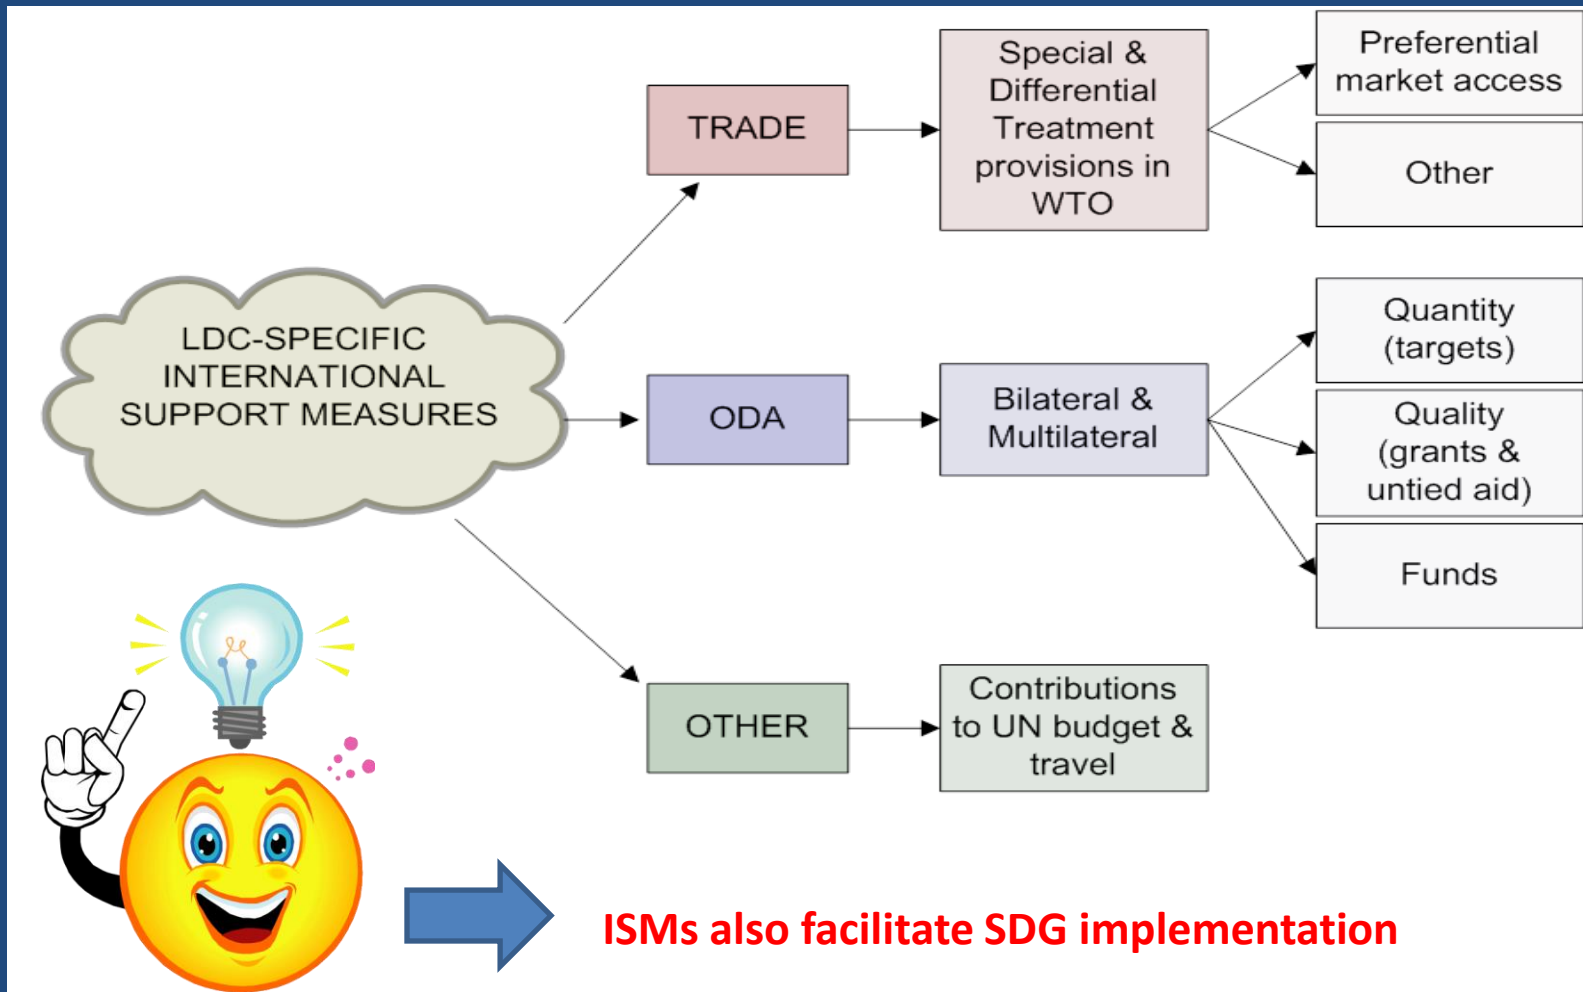 LDC-SPECIFIC
INTERNATIONAL
SUPPORT MEASURES
TRADE
Special &
Differential
Treatment
provisions in
WTO
Preferential
market access
Other
ODA
Bilateral &
Multilateral
Quantity
(targets)
Quality
(grants &
untied aid)
Funds
OTHER
Contributions
to UN budget &
travel
ISMs also facilitate SDG implementation